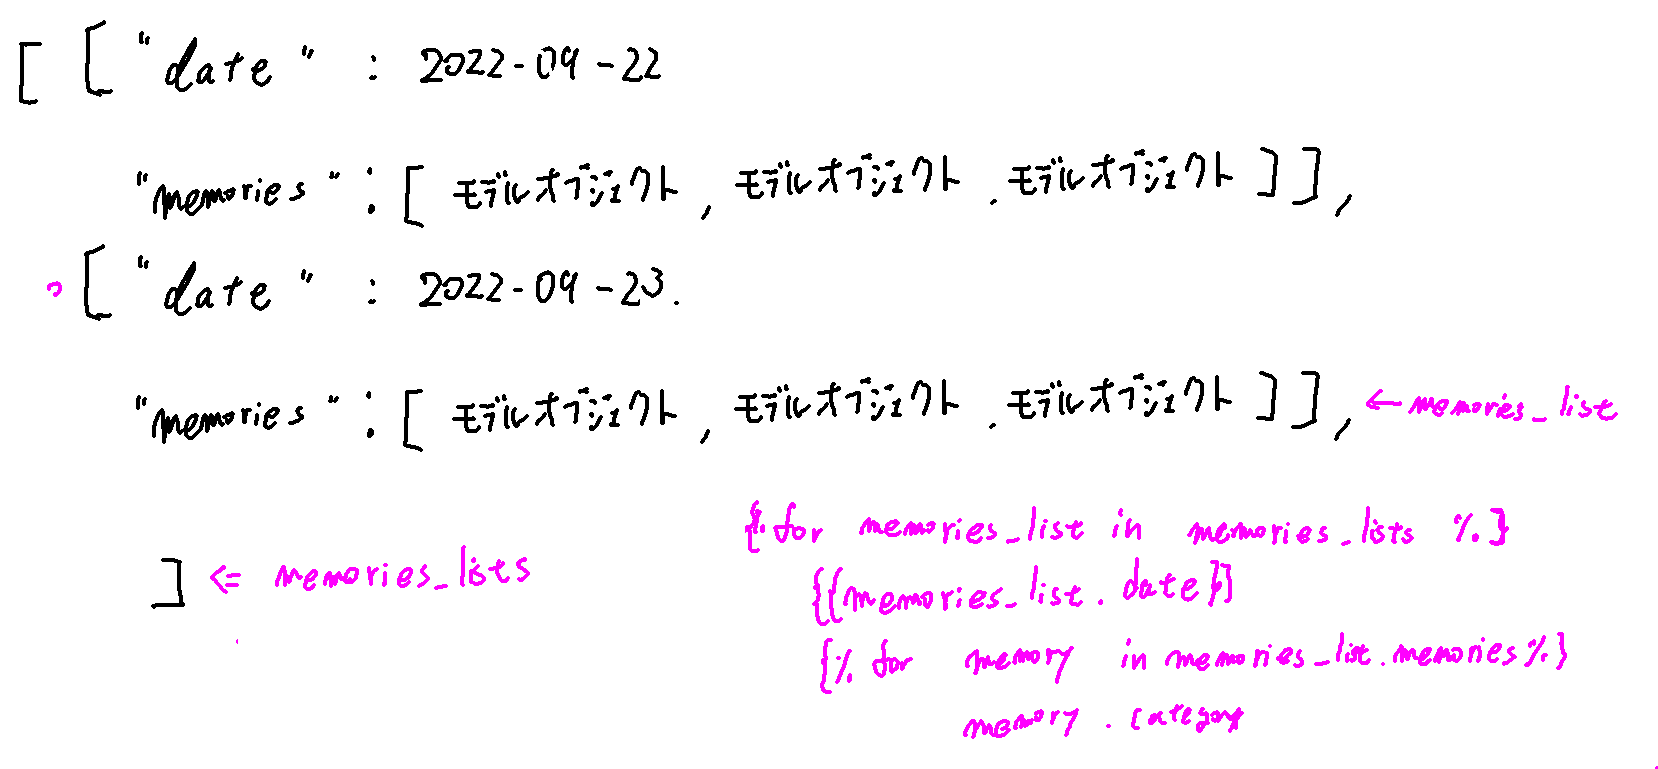 [ [ "date" : 2022-09-22
"memories" : [ モデルオブジェクト , モデルオブジェクト . モデルオブジェクト ] ] ,
[ "date" : 2022-09-23.
"memories" : [ モデルオブジェクト , モデルオブジェクト . モデルオブジェクト ] ] , ← memories_list
] ⇐ memories_lists
{% for memories_list in memories_lists %}
{{memories_list.date}}
{% for memory in memories_list.memories %}
memory.category